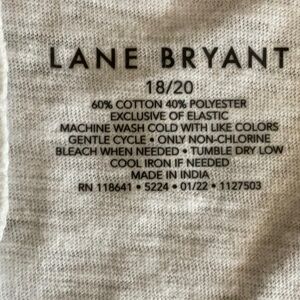 LANE BRYANT
18/20
60% COTTON 40% POLYESTER
EXCLUSIVE OF ELASTIC
MACHINE WASH COLD WITH LIKE COLORS
GENTLE CYCLE • ONLY NON-CHLORINE
BLEACH WHEN NEEDED • TUMBLE DRY LOW
COOL IRON IF NEEDED
MADE IN INDIA
RN 118641 • 5224 • 01/22 • 1127503